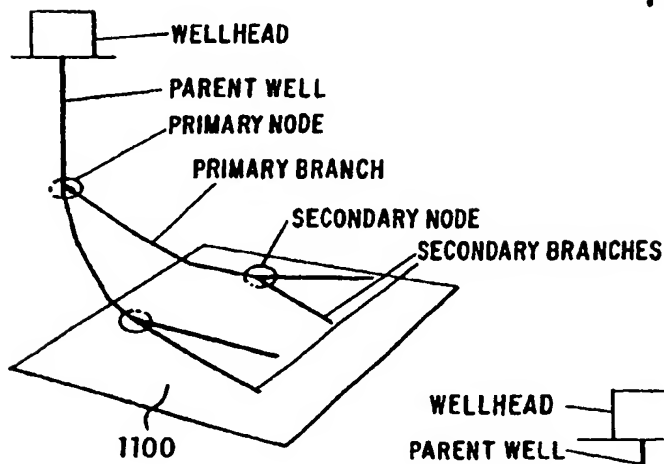 WELLHEAD
PARENT WELL
PRIMARY NODE
PRIMARY BRANCH
SECONDARY NODE
SECONDARY BRANCHES
1100
WELLHEAD
PARENT WELL